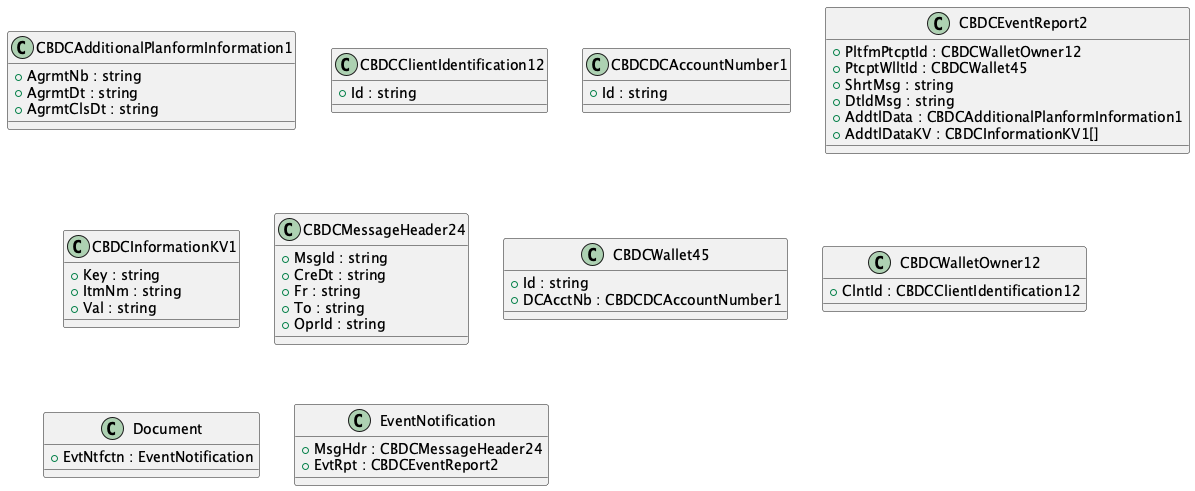 C CBDCAdditionalPlanformInformation1
AgrmtNb : string
AgrmtDt : string
AgrmtClsDt : string
C CBDCClientIdentification12
Id : string
C CBDCDCAccountNumber1
Id : string
C CBDCEventReport2
PltfmPtcptId : CBDCWalletOwner12
PtcptWlltId : CBDCWallet45
ShrtMsg : string
DtldMsg : string
AddtlData : CBDCAdditionalPlanformInformation1
AddtlDataKV : CBDCInformationKV1[]
C CBDCInformationKV1
Key : string
ItmNm : string
Val : string
C CBDCMessageHeader24
MsgId : string
CreDt : string
Fr : string
To : string
OprId : string
C CBDCWallet45
Id : string
DCAcctNb : CBDCDCAccountNumber1
C CBDCWalletOwner12
ClntId : CBDCClientIdentification12
C Document
EvtNtfctn : EventNotification
C EventNotification
MsgHdr : CBDCMessageHeader24
EvtRpt : CBDCEventReport2